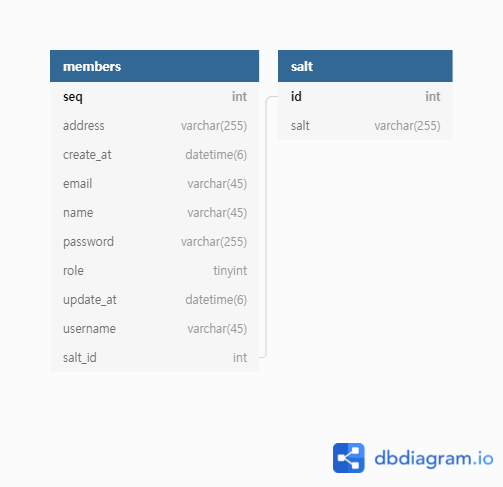 members
seq int
address varchar(255)
create_at datetime(6)
email varchar(45)
name varchar(45)
password varchar(255)
role tinyint
update_at datetime(6)
username varchar(45)
salt_id int
salt
id int
salt varchar(255)
dbdiagram.io